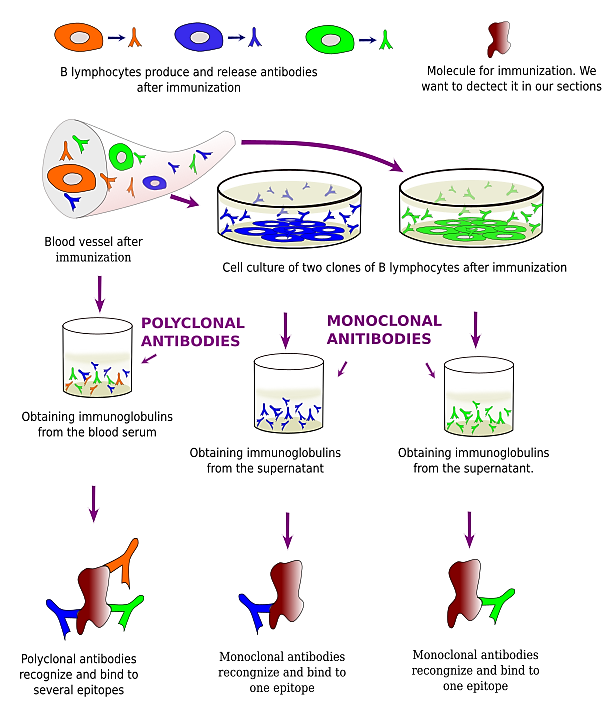 B lymphocytes produce and release antibodies
after immunization
Molecule for immunization. We
want to dectect it in our sections
Blood vessel after
immunization
Cell culture of two clones of B lymphocytes after immunization
POLYCLONAL
ANTIBODIES
MONOCLONAL
ANITIBODIES
Obtaining immunoglobulins
from the blood serum
Obtaining immunoglobulins
from the supernatant
Obtaining immunoglobulins
from the supernatant.
Polyclonal antibodies
recognize and bind to
several epitopes
Monoclonal antibodies
recongnize and bind to
one epitope
Monoclonal antibodies
recongnize and bind to
one epitope